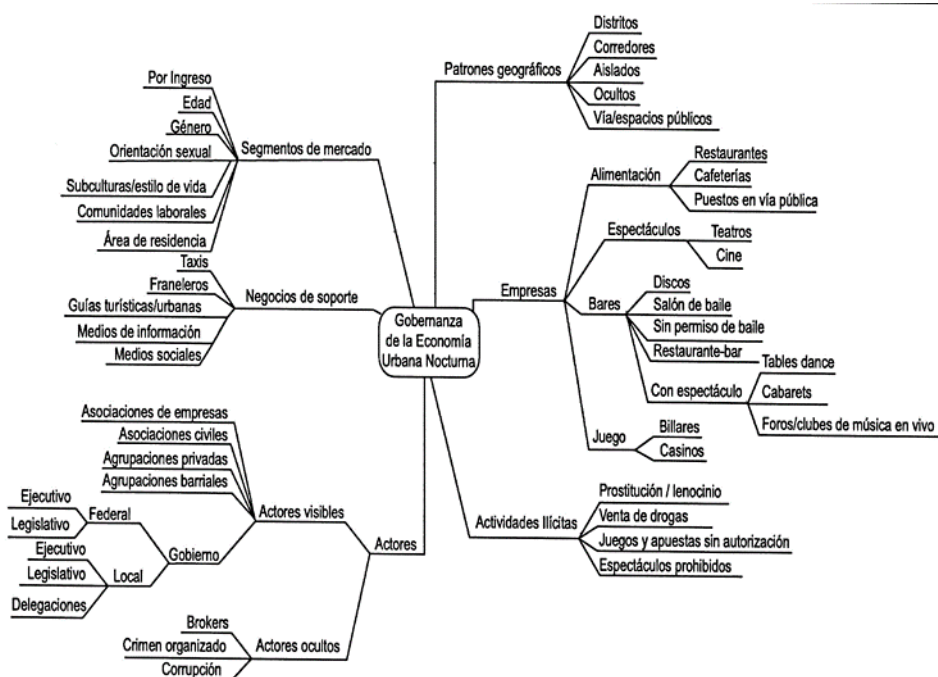 Gobernanza
de la Economía
Urbana Nocturna
Patrones geográficos
Distritos
Corredores
Aislados
Ocultos
Vía/espacios públicos
Empresas
Alimentación
Restaurantes
Cafeterías
Puestos en vía pública
Espectáculos
Teatros
Cine
Bares
Discos
Salón de baile
Sin permiso de baile
Restaurante-bar
Con espectáculo
Tables dance
Cabarets
Foros/clubes de música en vivo
Juego
Billares
Casinos
Actividades Ilícitas
Prostitución / lenocinio
Venta de drogas
Juegos y apuestas sin autorización
Espectáculos prohibidos
Segmentos de mercado
Por Ingreso
Edad
Género
Orientación sexual
Subculturas/estilo de vida
Comunidades laborales
Área de residencia
Negocios de soporte
Taxis
Franeleros
Guías turísticas/urbanas
Medios de información
Medios sociales
Actores
Actores visibles
Asociaciones de empresas
Asociaciones civiles
Agrupaciones privadas
Agrupaciones barriales
Gobierno
Federal
Ejecutivo
Legislativo
Local
Ejecutivo
Legislativo
Delegaciones
Actores ocultos
Brokers
Crimen organizado
Corrupción